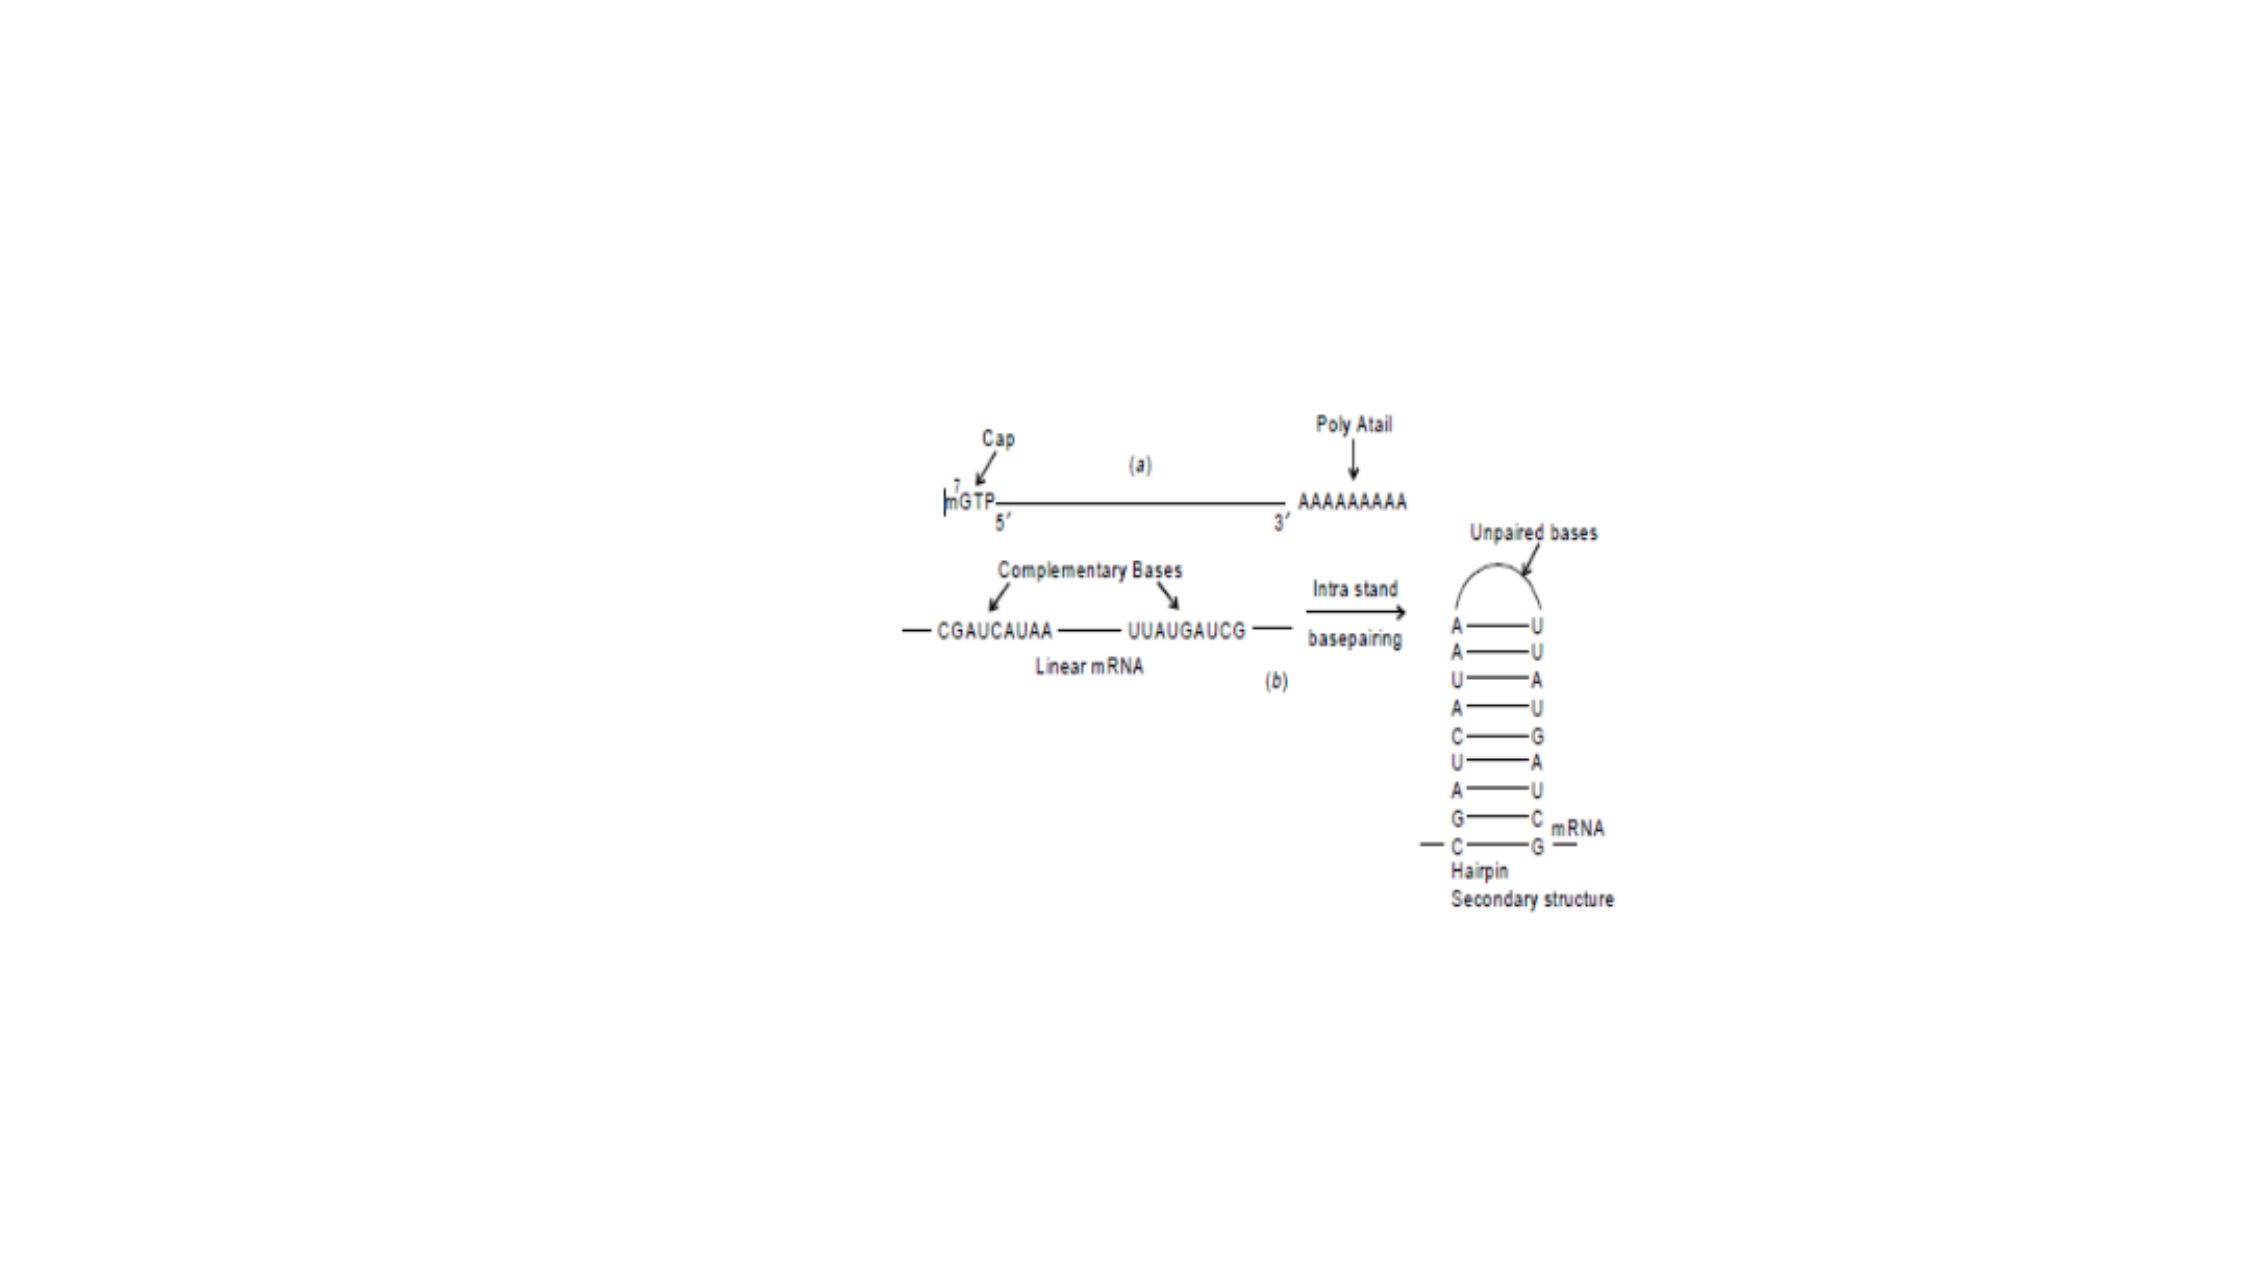 Cap
Poly Atail
(a)
7
mGTP
AAAAAAAAA
5′
3′
Complementary Bases
CGAUCAUAA
UUAUGAUCG
Linear mRNA
(b)
Intra stand
basepairing
Unpaired bases
A U
A U
U A
A U
C G
U A
A U
G C
mRNA
C G
Hairpin
Secondary structure